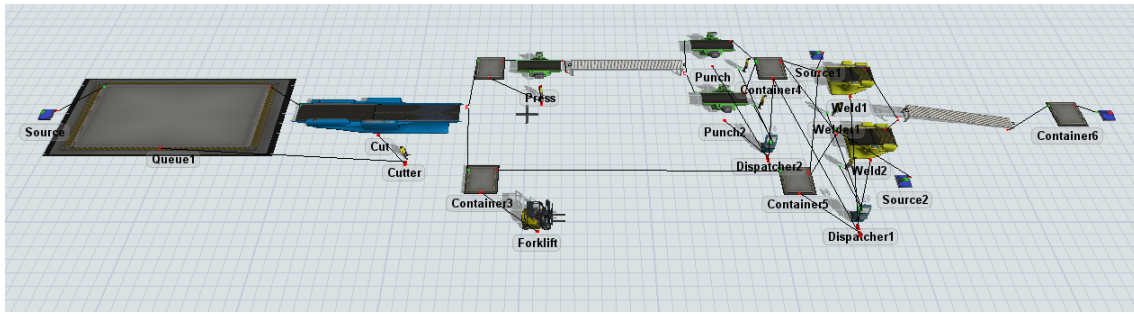 Source
Queue1
Cut
Cutter
Press
Container3
Forklift
Punch
Punch2
Container4
Dispatcher2
Container5
Source1
Weld1
Welder1
Weld2
Source2
Dispatcher1
Container6